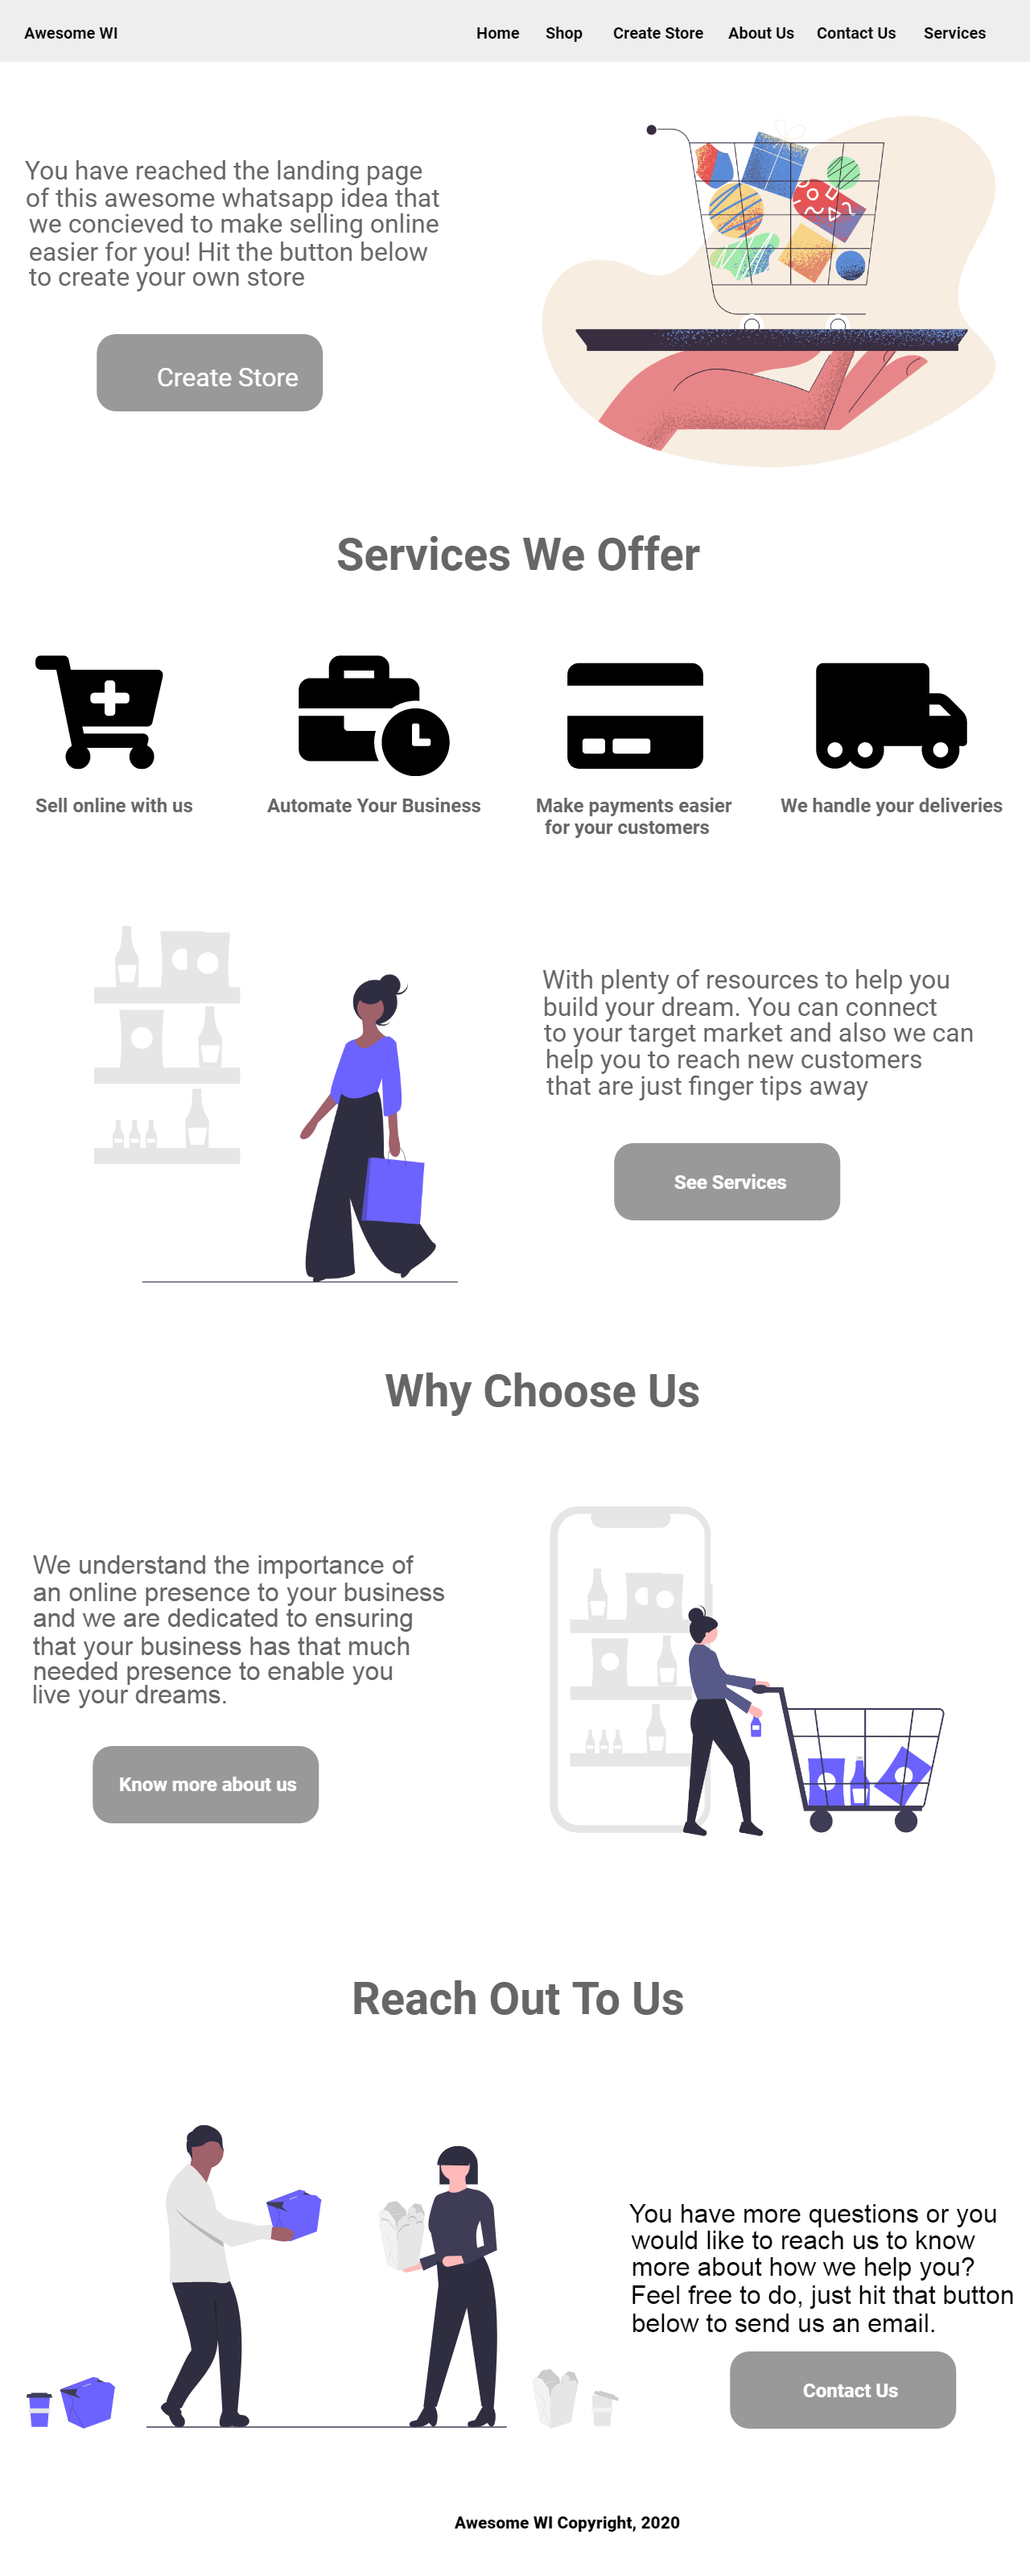 Awesome WI
Home Shop Create Store About Us Contact Us Services
You have reached the landing page
of this awesome whatsapp idea that
we concieved to make selling online
easier for you! Hit the button below
to create your own store
Create Store
Services We Offer
Sell online with us
Automate Your Business
Make payments easier
for your customers
We handle your deliveries
With plenty of resources to help you
build your dream. You can connect
to your target market and also we can
help you to reach new customers
that are just finger tips away
See Services
Why Choose Us
We understand the importance of
an online presence to your business
and we are dedicated to ensuring
that your business has that much
needed presence to enable you
live your dreams.
Know more about us
Reach Out To Us
You have more questions or you
would like to reach us to know
more about how we help you?
Feel free to do, just hit that button
below to send us an email.
Contact Us
Awesome WI Copyright, 2020